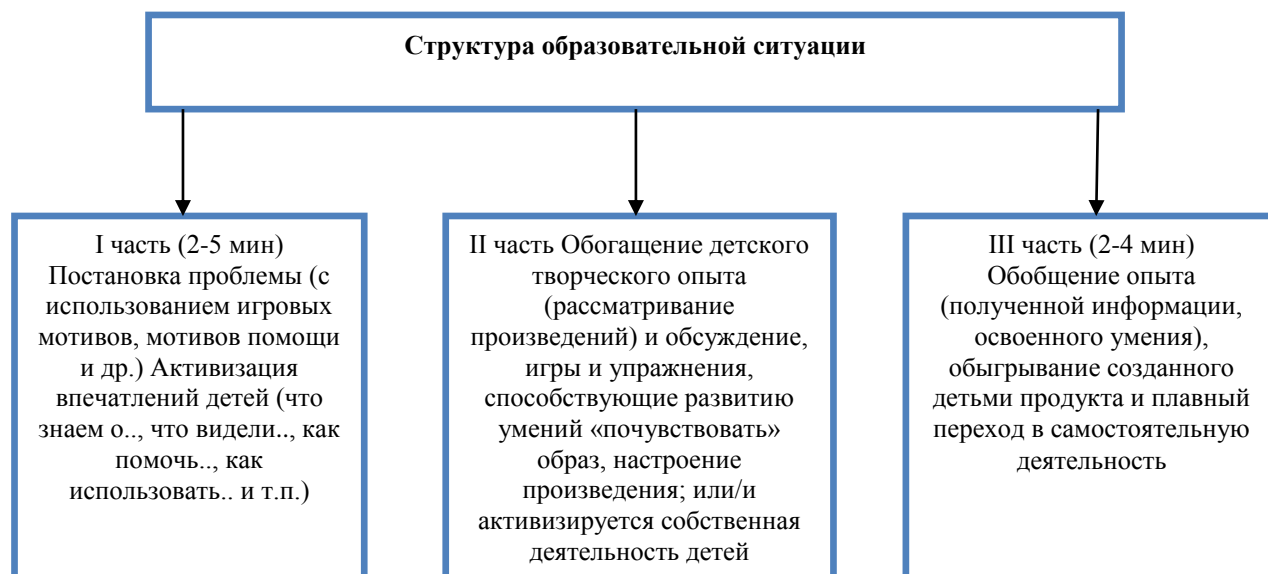 Структура образовательной ситуации
I часть (2-5 мин)
Постановка проблемы (с
использованием игровых
мотивов, мотивов помощи
и др.) Активизация
впечатлений детей (что
знаем о.., что видели.., как
помочь.., как
использовать.. и т.п.)
II часть Обогащение детского
творческого опыта
(рассматривание
произведений) и обсуждение,
игры и упражнения,
способствующие развитию
умений «почувствовать»
образ, настроение
произведения; или/и
активизируется собственная
деятельность детей
III часть (2-4 мин)
Обобщение опыта
(полученной информации,
освоенного умения),
обыгрывание созданного
детьми продукта и плавный
переход в самостоятельную
деятельность